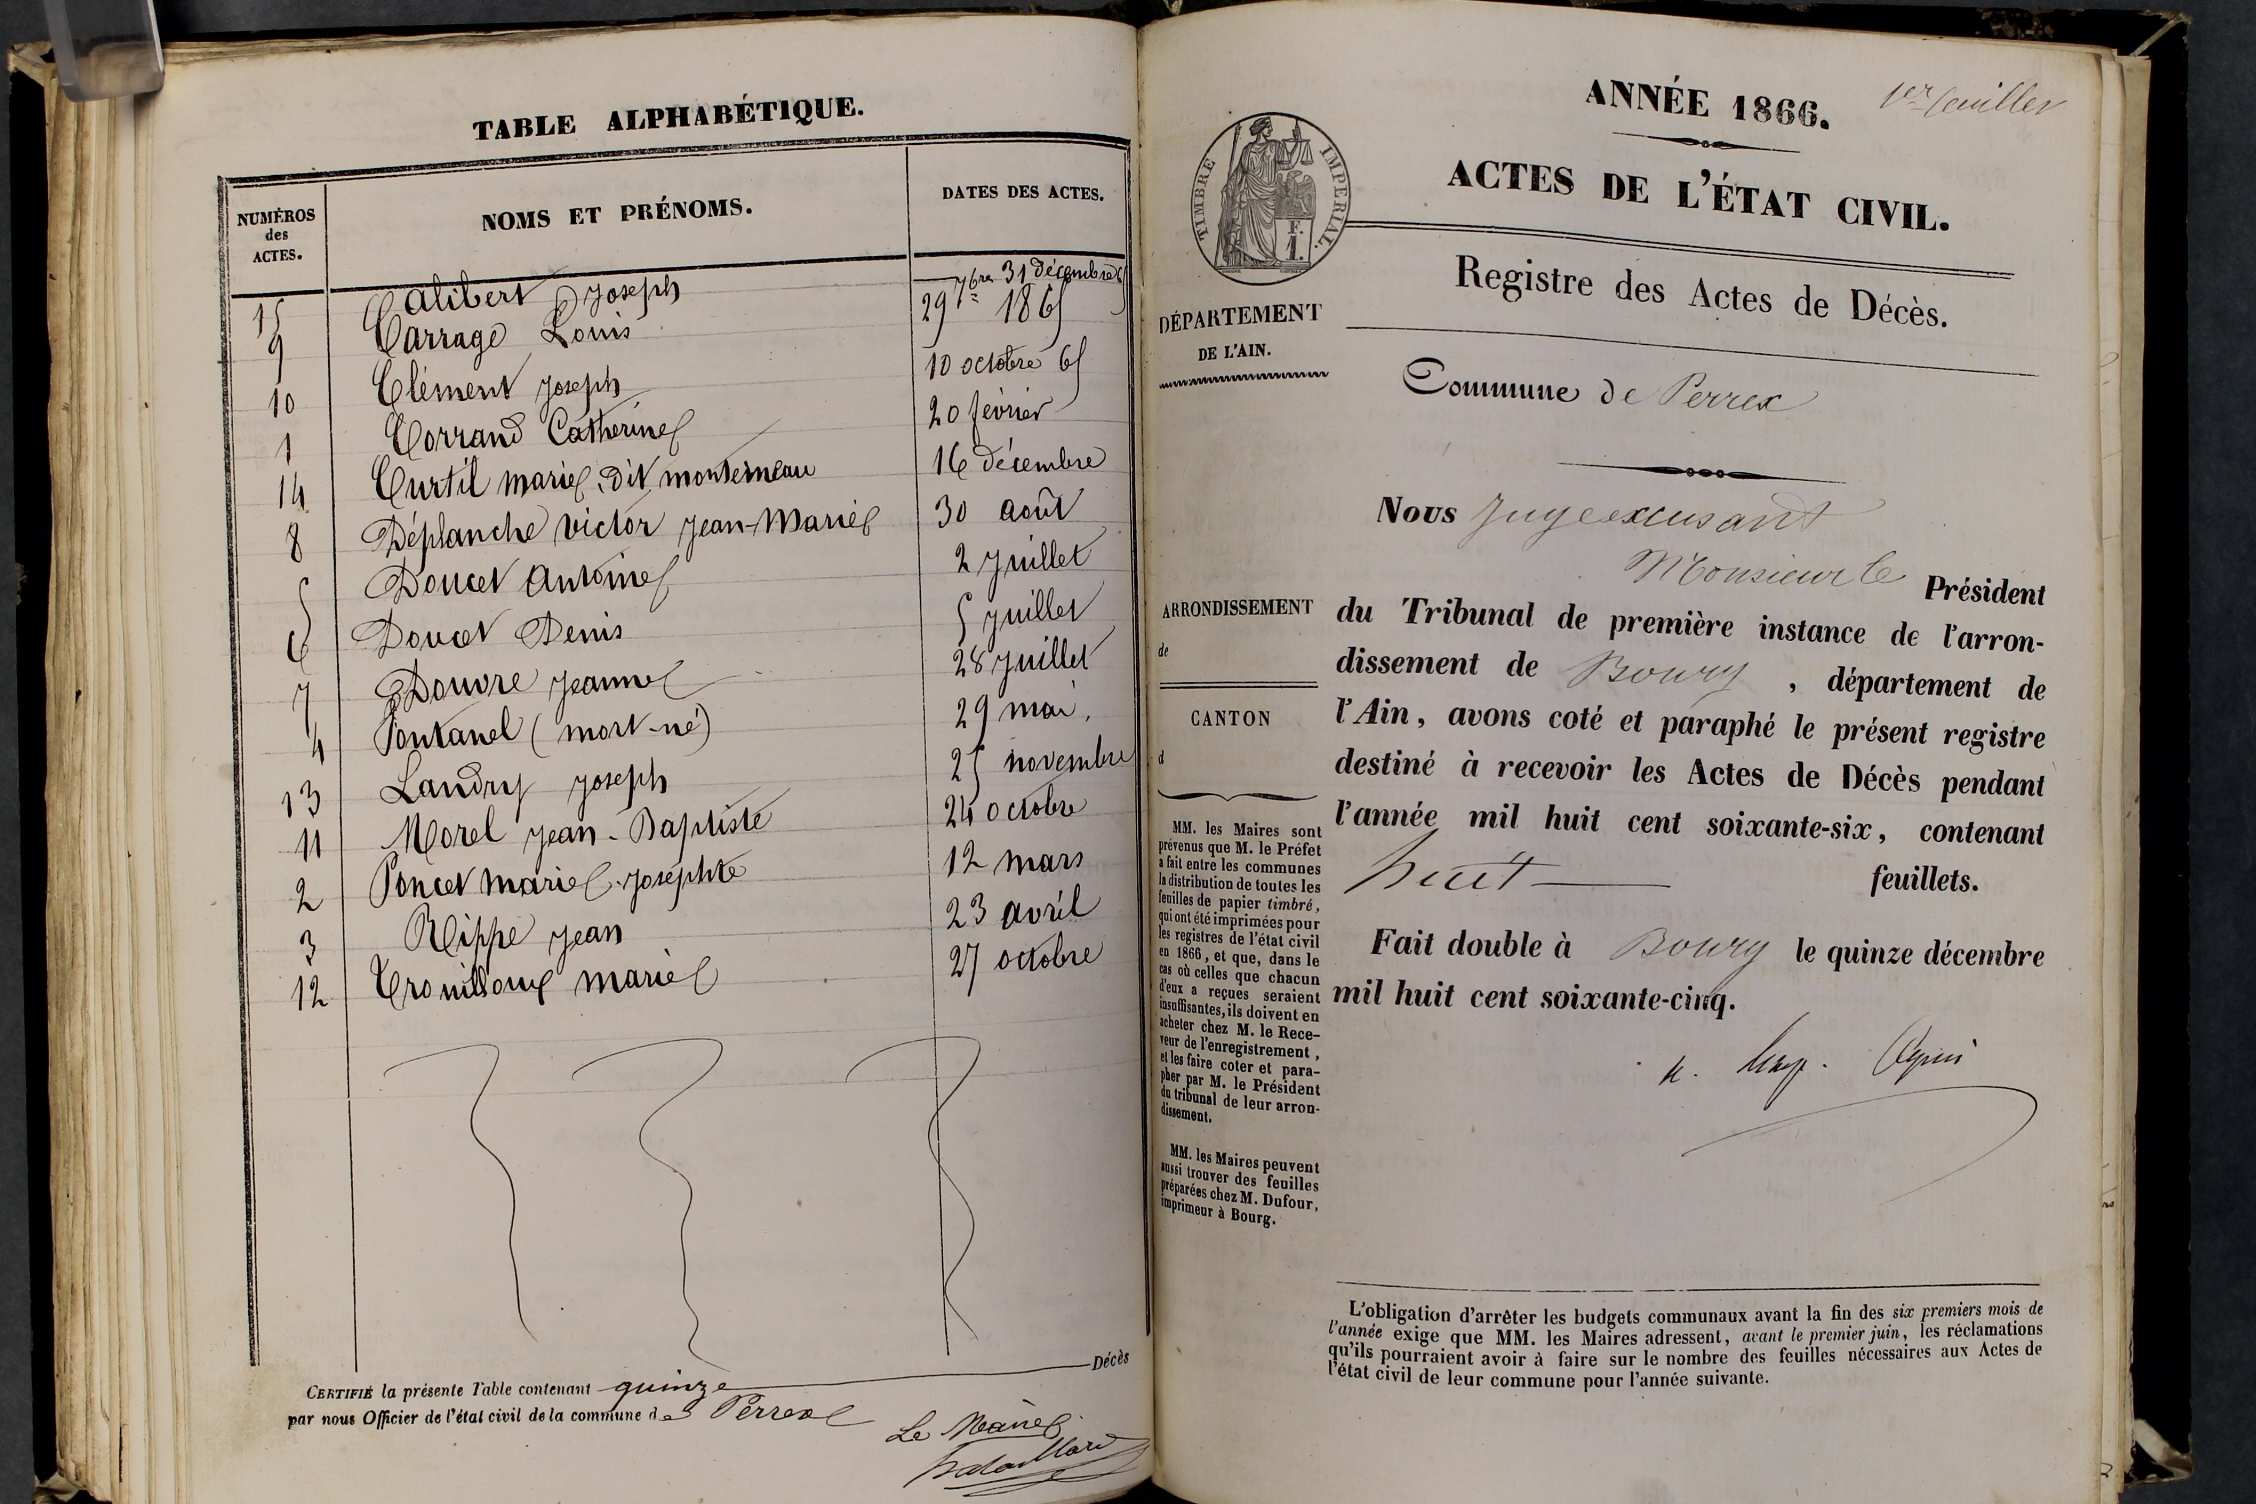 TABLE ALPHABÉTIQUE.
NUMÉROS des ACTES. NOMS ET PRÉNOMS. DATES DES ACTES.
15 Calibert Joseph 31 décembre 65
9 Carrage Louis 29 7bre 1865
10 Clément Joseph 10 octobre 65
1 Corrand Catherine 20 février
14 Curtil marie dit monterneau 16 décembre
8 Déplanche victor Jean-Marie 30 août
5 Doucet Antoine 2 Juillet
6 Doucet Denis 5 Juillet
7 Douvre Jeanne 28 Juillet
4 Fontanel (mort-né) 29 mai.
13 Landry Joseph 25 novembre
11 Morel Jean-Baptiste 24 octobre
2 Poncet marie-Josephte 12 mars
3 Rippe Jean 23 avril
12 Trouilloux marie 27 octobre
CERTIFIÉ la présente Table contenant quinze Décès
par nous Officier de l'état civil de la commune de Perrex
Le Maire
1er feuillet
ANNÉE 1866.
ACTES DE L'ÉTAT CIVIL.
TIMBRE IMPERIAL.
F.
1.
Registre des Actes de Décès.
DÉPARTEMENT
DE L'AIN.
Commune de Perrex
Nous Juge excusant
Monsieur le Président
ARRONDISSEMENT
de
du Tribunal de première instance de l'arron-
dissement de Bourg, département de
CANTON
d
l'Ain, avons coté et paraphé le présent registre
destiné à recevoir les Actes de Décès pendant
l'année mil huit cent soixante-six, contenant
huit feuillets.
Fait double à Bourg le quinze décembre
mil huit cent soixante-cinq.
MM. les Maires sont
prévenus que M. le Préfet
a fait entre les communes
la distribution de toutes les
feuilles de papier timbré,
qui ont été imprimées pour
les registres de l'état civil
en 1866, et que, dans le
cas où celles que chacun
d'eux a reçues seraient
insuffisantes, ils doivent en
acheter chez M. le Rece-
veur de l'enregistrement,
et les faire coter et para-
pher par M. le Président
du tribunal de leur arron-
dissement.
MM. les Maires peuvent
aussi trouver des feuilles
préparées chez M. Dufour,
imprimeur à Bourg.
L'obligation d'arrêter les budgets communaux avant la fin des six premiers mois de
l'année exige que MM. les Maires adressent, avant le premier juin, les réclamations
qu'ils pourraient avoir à faire sur le nombre des feuilles nécessaires aux Actes de
l'état civil de leur commune pour l'année suivante.